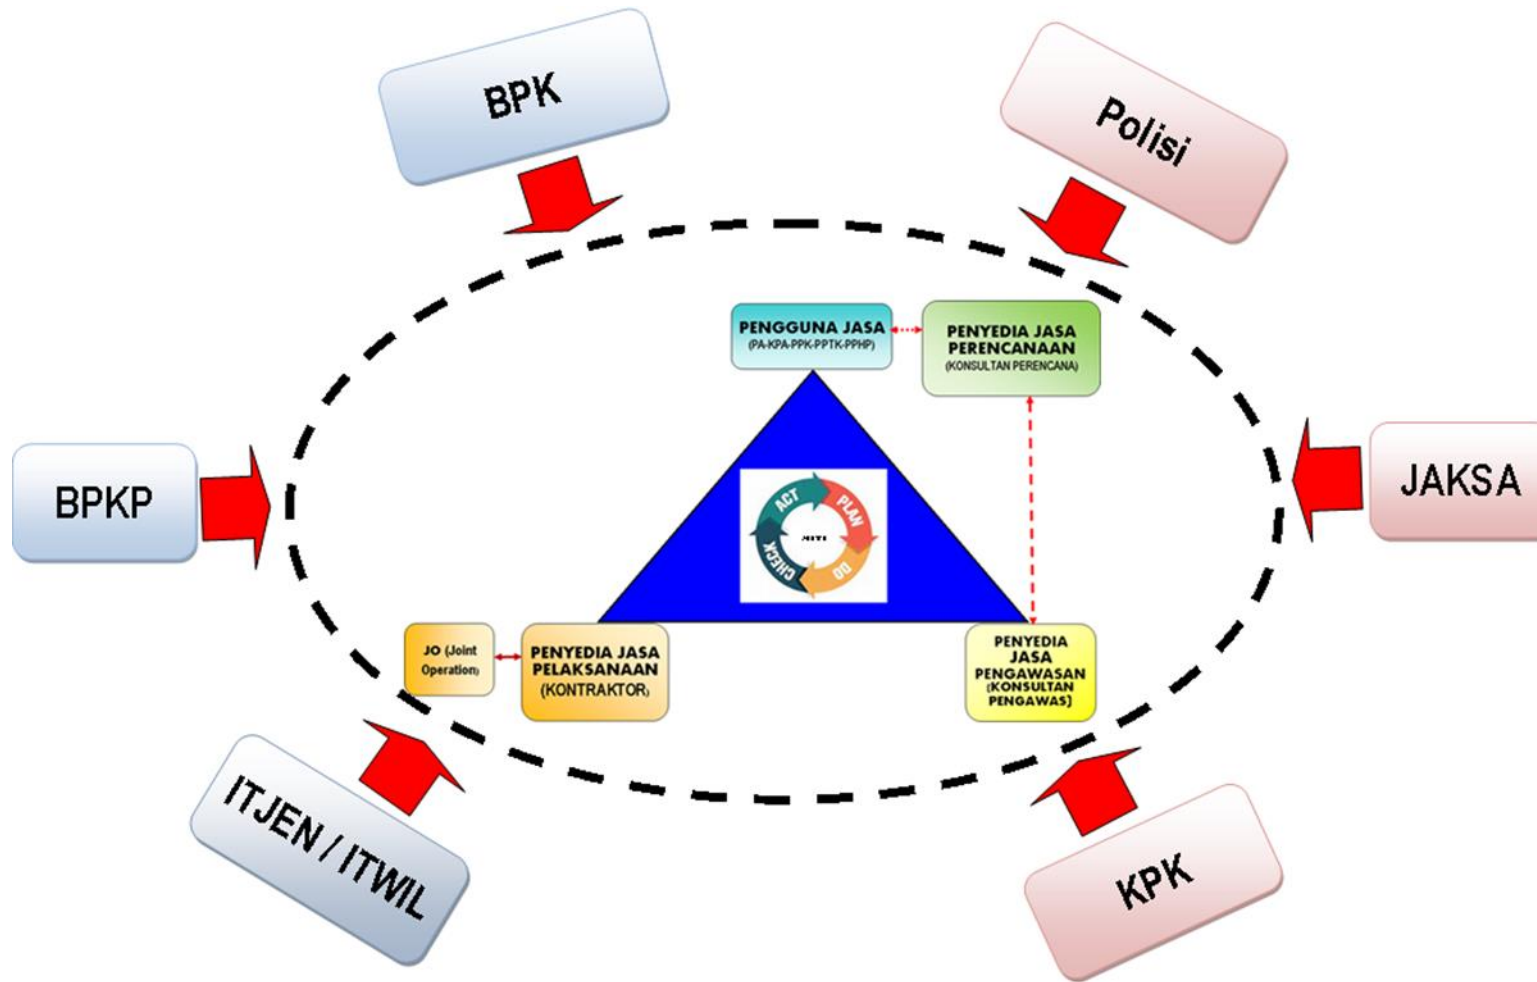 BPK
Polisi
PENGGUNA JASA
(PA-KPA-PPK-PPTK-PPHP)
PENYEDIA JASA
PERENCANAAN
(KONSULTAN PERENCANA)
BPKP
JAKSA
ACT
PLAN
CHECK
DO
JO (Joint
Operation)
PENYEDIA JASA
PELAKSANAAN
(KONTRAKTOR)
PENYEDIA
JASA
PENGAWASAN
(KONSULTAN
PENGAWAS]
ITJEN / ITWIL
KPK